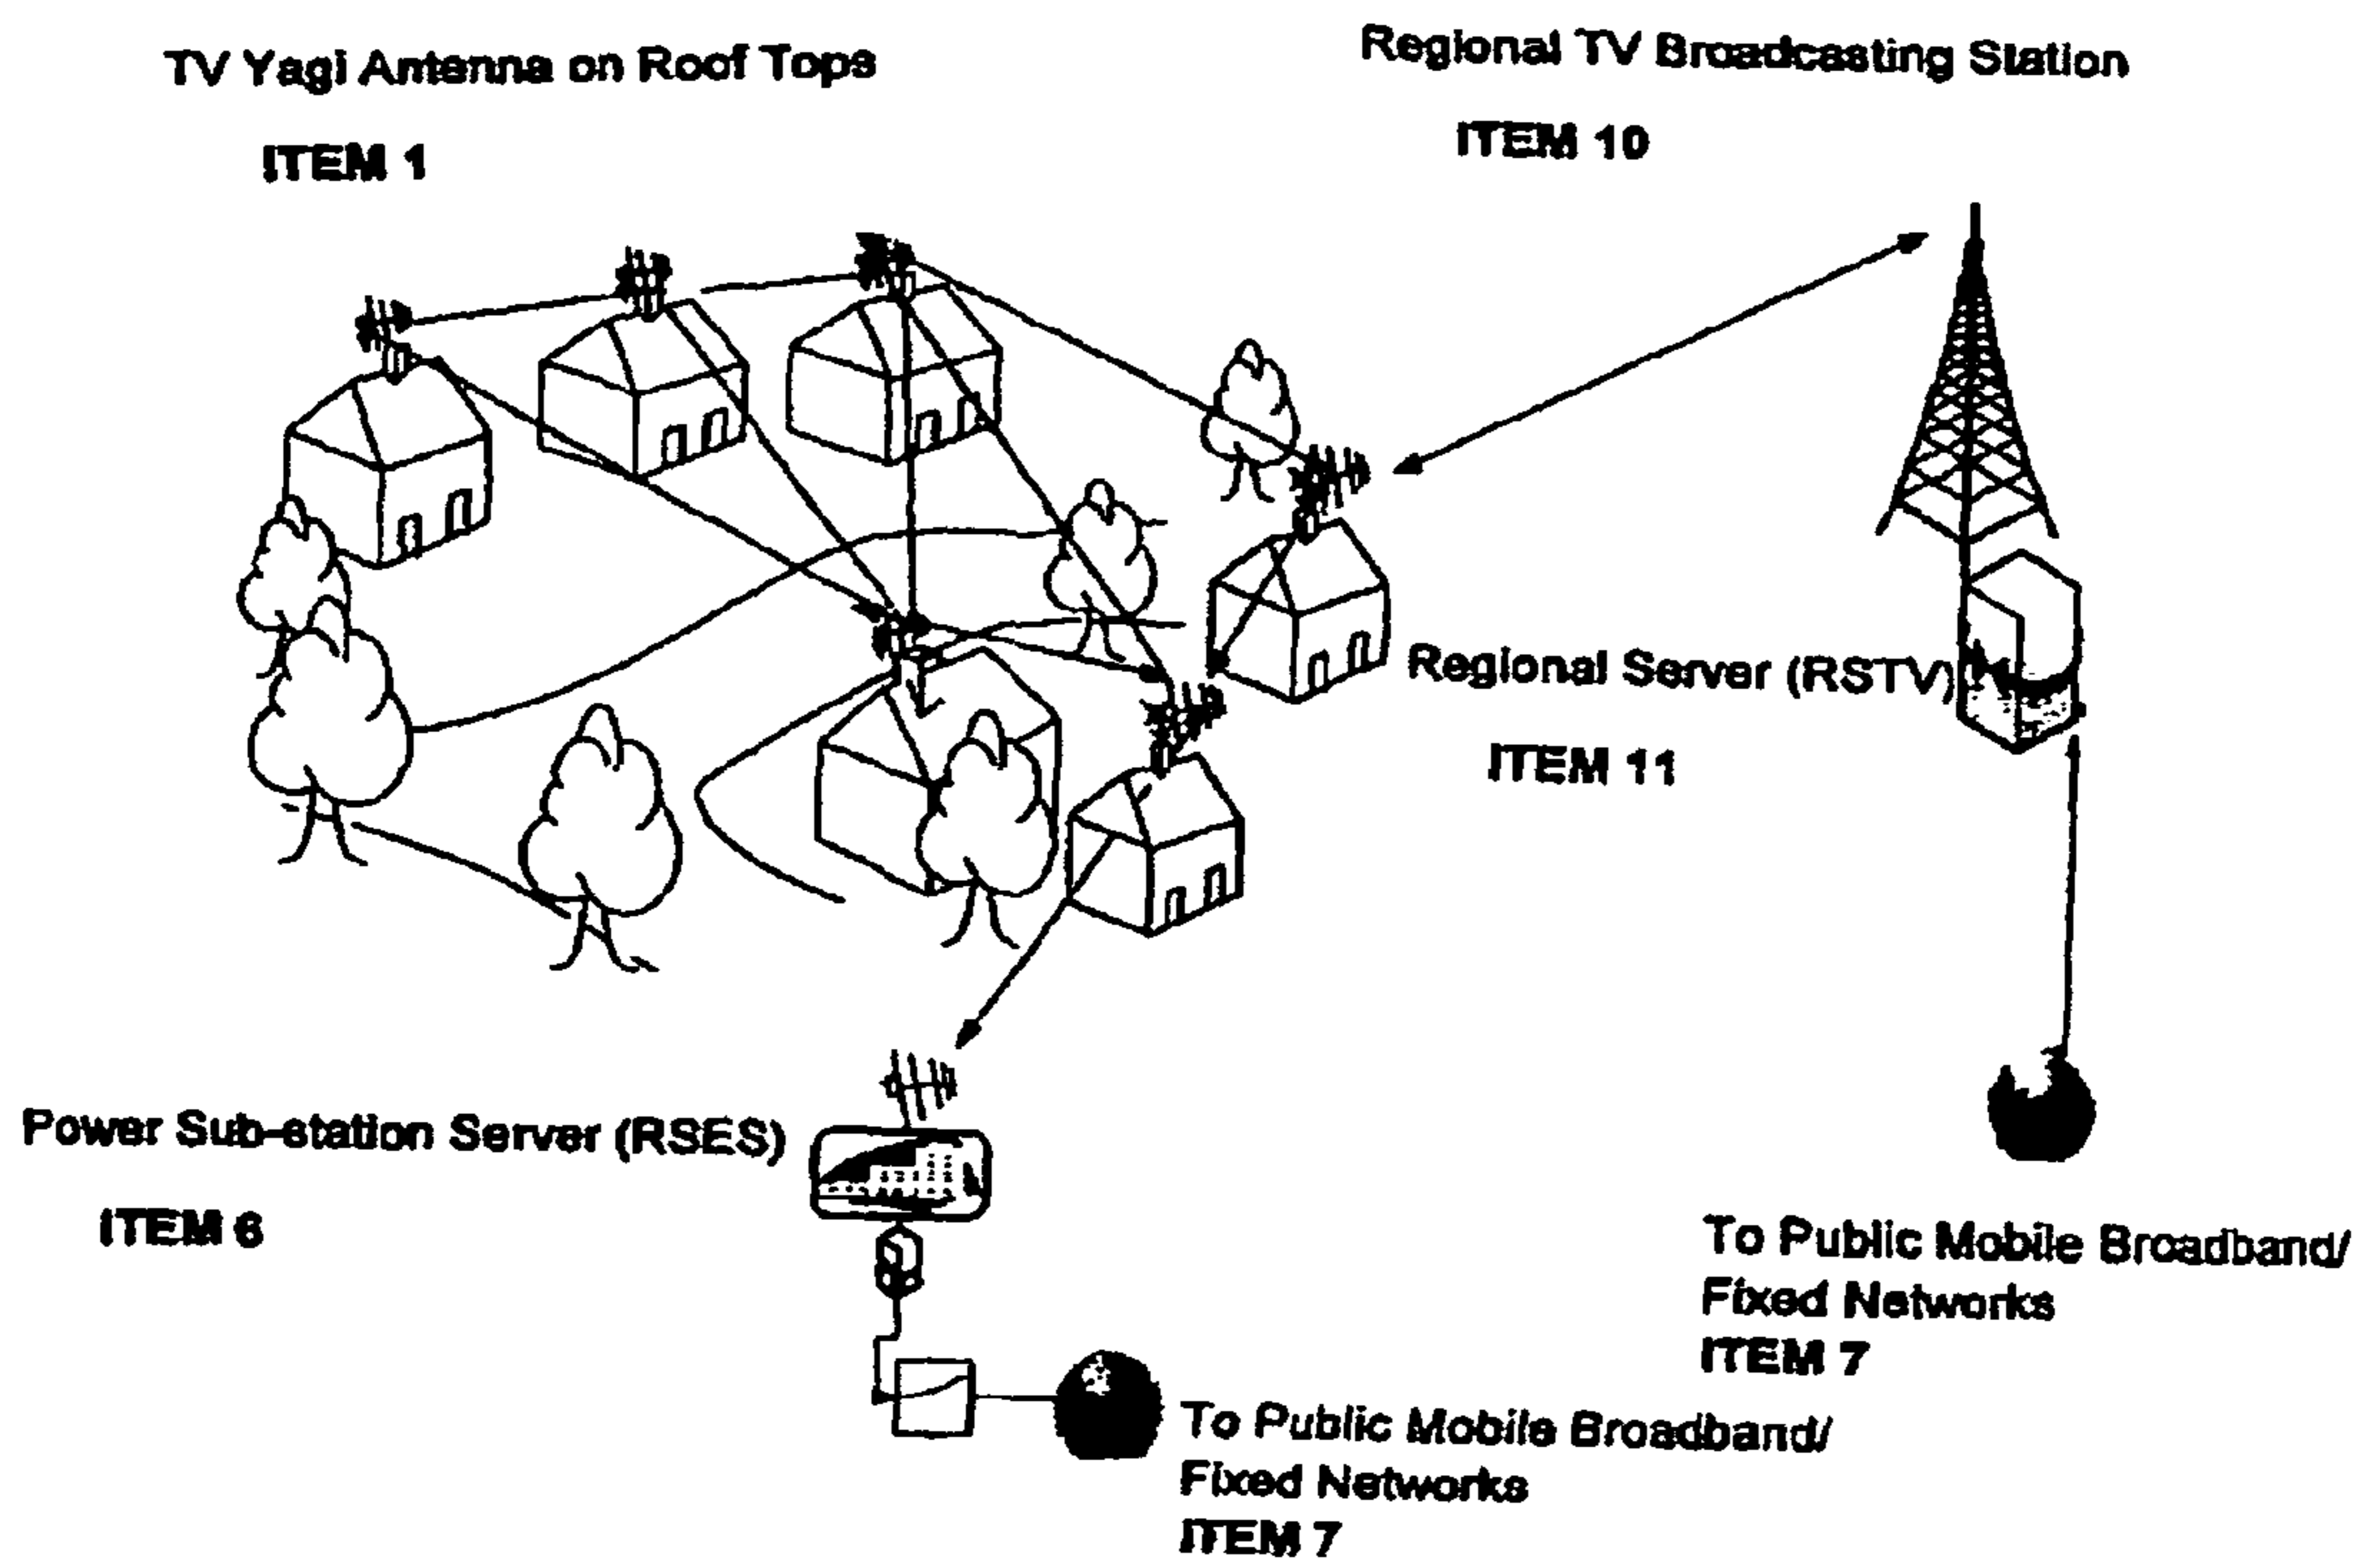 TV Yagi Antenna on Roof Tops
ITEM 1
Regional TV Broadcasting Station
ITEM 10
Regional Server (RSTV)
ITEM 11
Power Sub-station Server (RSES)
ITEM 6
To Public Mobile Broadband/
Fixed Networks
ITEM 7
To Public Mobile Broadband/
Fixed Networks
ITEM 7